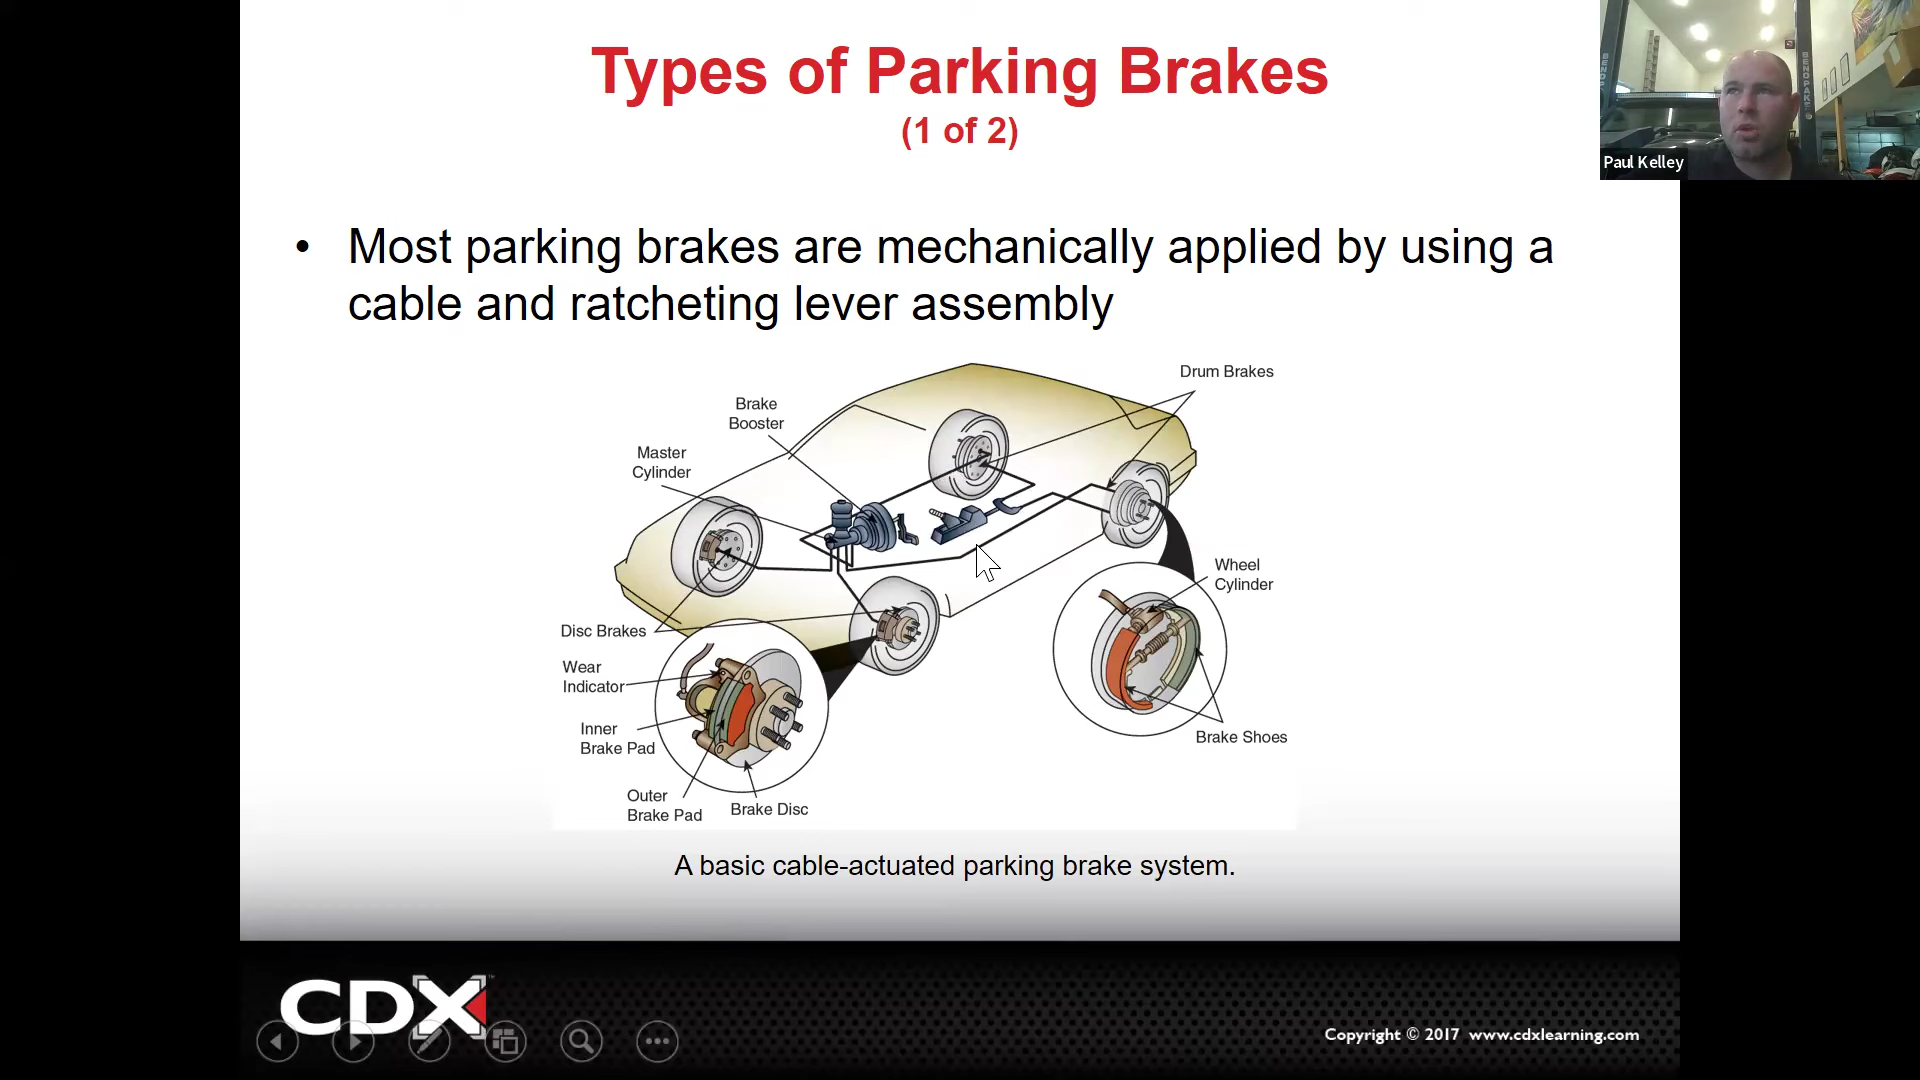 Types of Parking Brakes
(1 of 2)
Paul Kelley
BENDPAK
BENDPAK
• Most parking brakes are mechanically applied by using a
cable and ratcheting lever assembly
Drum Brakes
Brake
Booster
Master
Cylinder
Wheel
Cylinder
Disc Brakes
Wear
Indicator
Inner
Brake Pad
Brake Shoes
Outer
Brake Pad
Brake Disc
A basic cable-actuated parking brake system.
CDX
Copyright © 2017 www.cdxlearning.com